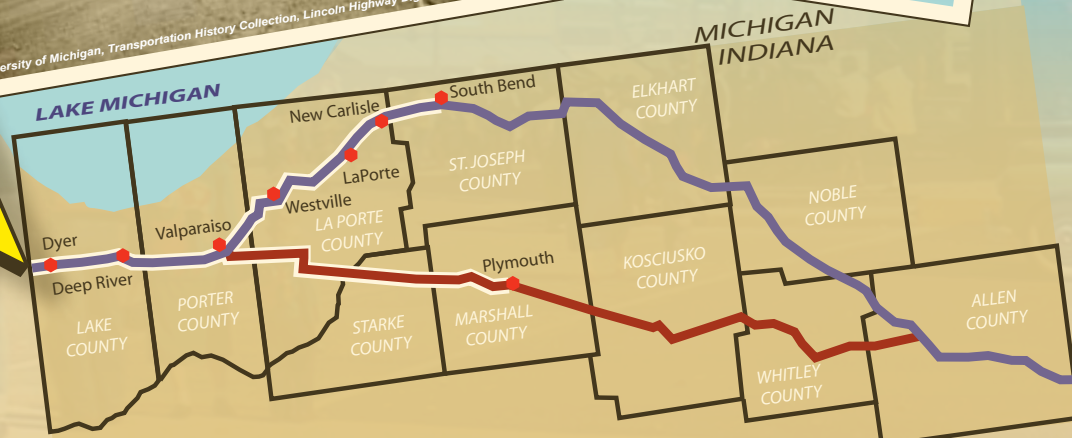 University of Michigan, Transportation History Collection, Lincoln Highway
MICHIGAN
INDIANA
LAKE MICHIGAN
South Bend
New Carlisle
ELKHART
COUNTY
LaPorte
ST. JOSEPH
COUNTY
Westville
NOBLE
COUNTY
LA PORTE
COUNTY
Valparaiso
Dyer
Deep River
Plymouth
KOSCIUSKO
COUNTY
PORTER
COUNTY
LAKE
COUNTY
STARKE
COUNTY
MARSHALL
COUNTY
ALLEN
COUNTY
WHITLEY
COUNTY